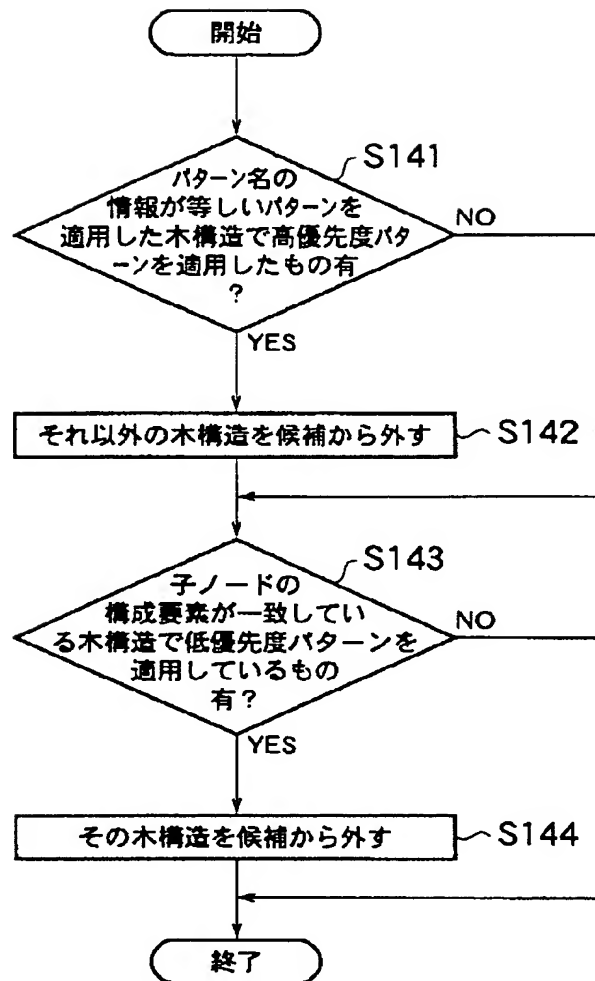 開始
S141
パターン名の
情報が等しいパターンを
適用した木構造で高優先度パタ
ーンを適用したもの有
?
NO
YES
それ以外の木構造を候補から外す
S142
S143
子ノードの
構成要素が一致してい
る木構造で低優先度パターンを
適用しているもの
有?
NO
YES
その木構造を候補から外す
S144
終了